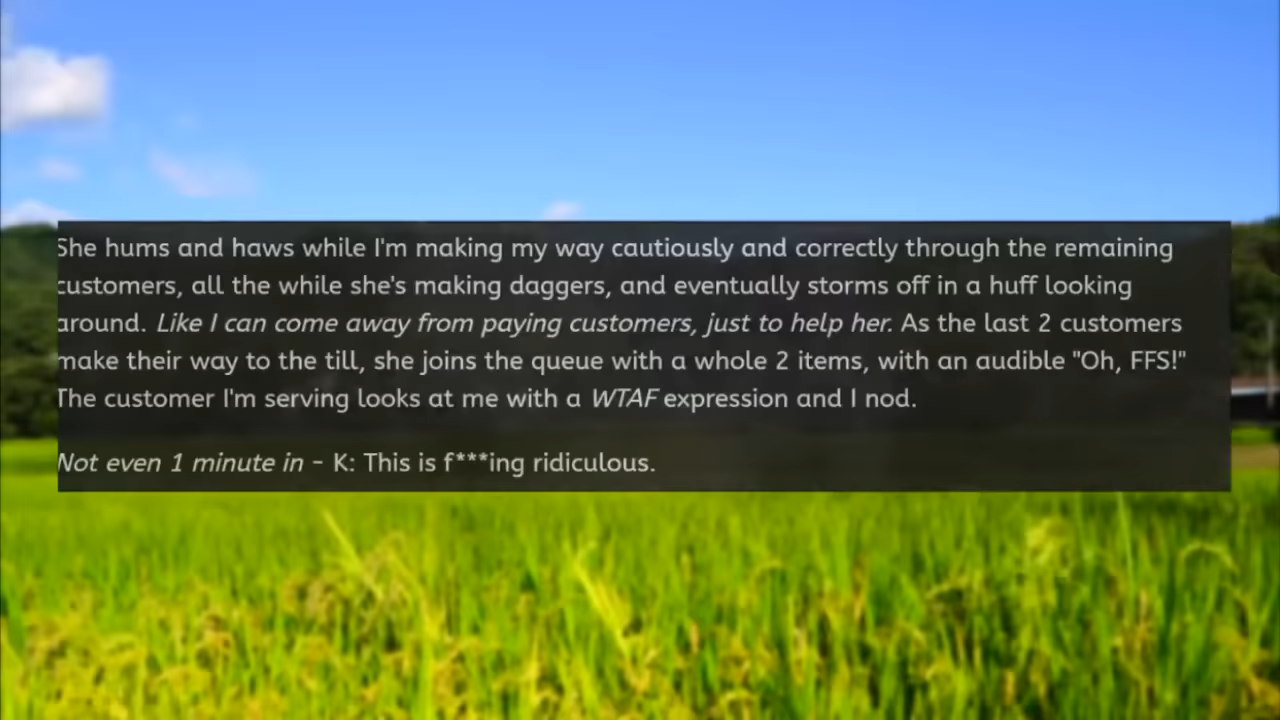 She hums and haws while I'm making my way cautiously and correctly through the remaining
customers, all the while she's making daggers, and eventually storms off in a huff looking
around. Like I can come away from paying customers, just to help her. As the last 2 customers
make their way to the till, she joins the queue with a whole 2 items, with an audible "Oh, FFS!"
The customer I'm serving looks at me with a WTAF expression and I nod.
Not even 1 minute in - K: This is f***ing ridiculous.